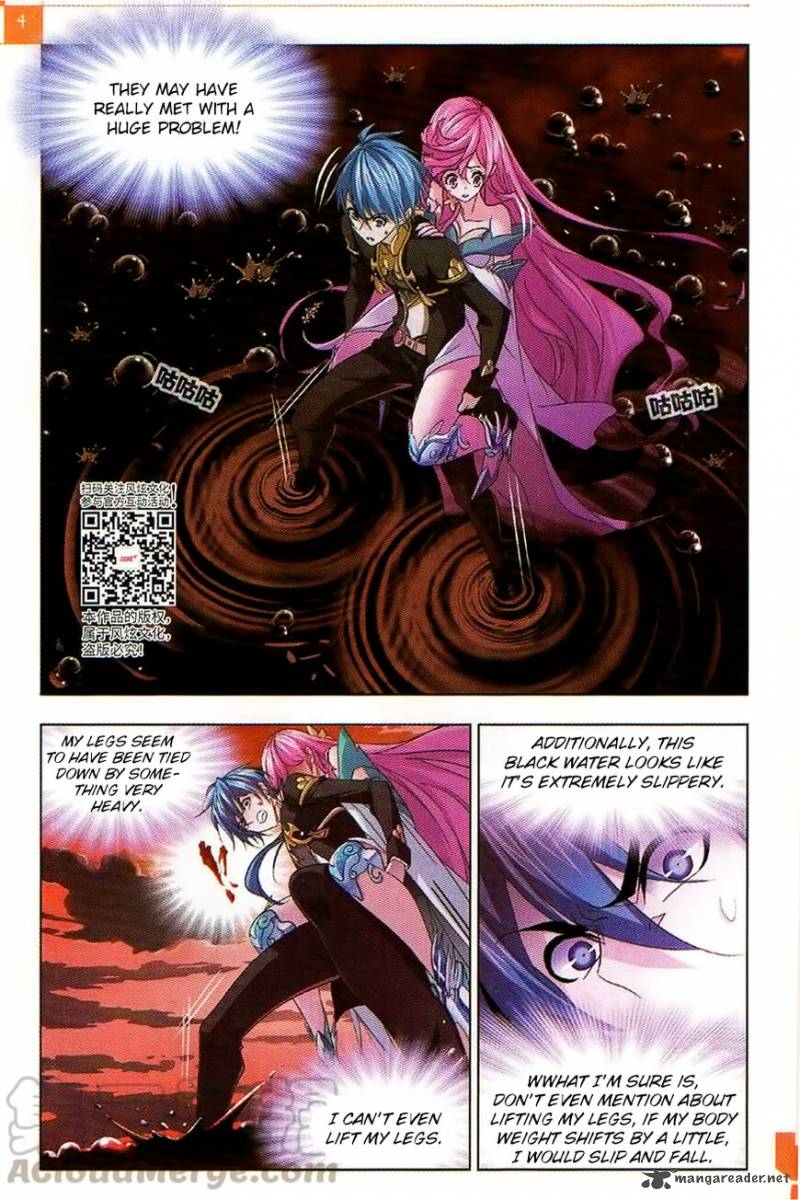 4
THEY MAY HAVE
REALLY MET WITH A
HUGE PROBLEM!
咕咕咕
咕咕咕
扫码关注风炫文化
参与官方互动活动!
本作品的版权,
属于风炫文化,
盗版必究!
MY LEGS SEEM
TO HAVE BEEN TIED
DOWN BY SOME-
THING VERY
HEAVY.
!!
I CAN'T EVEN
LIFT MY LEGS.
ADDITIONALLY, THIS
BLACK WATER LOOKS LIKE
IT'S EXTREMELY SLIPPERY.
WWHAT I'M SURE IS,
DON'T EVEN MENTION ABOUT
LIFTING MY LEGS, IF MY BODY
WEIGHT SHIFTS BY A LITTLE,
I WOULD SLIP AND FALL.
AcloudMerge.com
mangareader.net